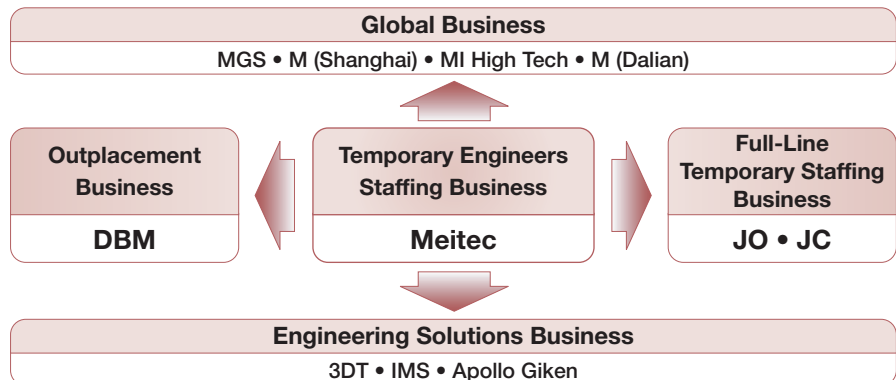 Global Business
MGS • M (Shanghai) • MI High Tech • M (Dalian)
Outplacement
Business
DBM
Temporary Engineers
Staffing Business
Meitec
Full-Line
Temporary Staffing
Business
JO • JC
Engineering Solutions Business
3DT • IMS • Apollo Giken